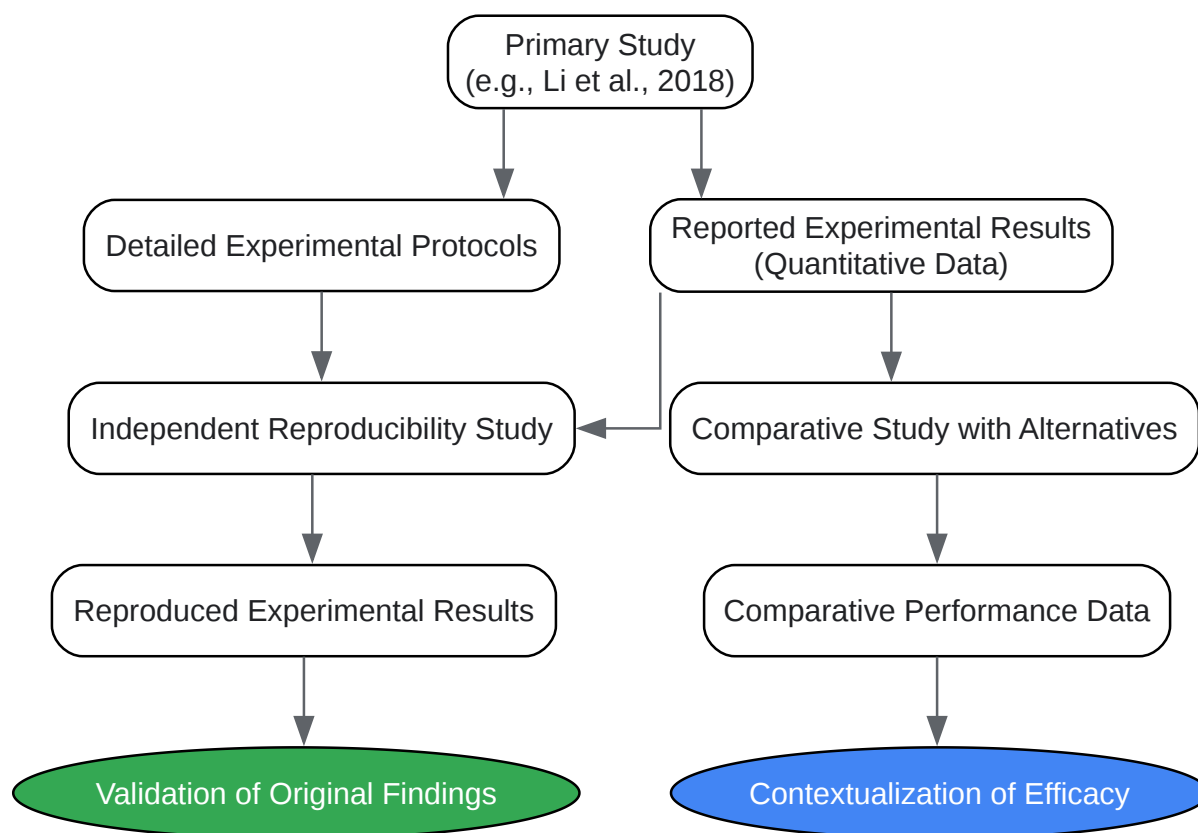 Primary Study
(e.g., Li et al., 2018)
Detailed Experimental Protocols
Reported Experimental Results
(Quantitative Data)
Independent Reproducibility Study
Comparative Study with Alternatives
Reproduced Experimental Results
Comparative Performance Data
Validation of Original Findings
Contextualization of Efficacy